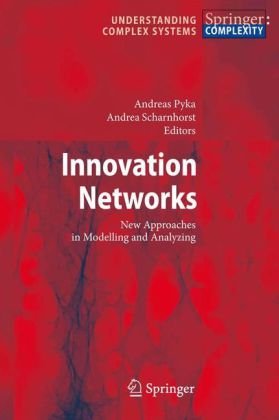 UNDERSTANDING
COMPLEX SYSTEMS
Springer:
COMPLEXITY
Andreas Pyka
Andrea Scharnhorst
Editors
Innovation
Networks
New Approaches
in Modelling and Analyzing
Springer